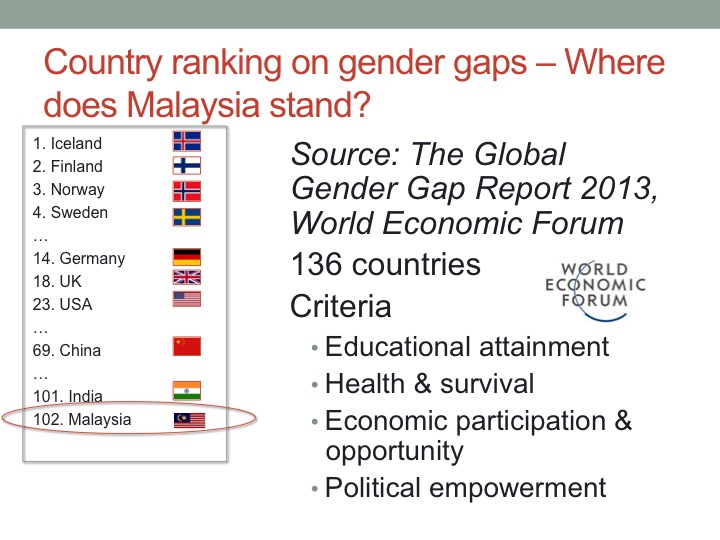 Country ranking on gender gaps – Where
does Malaysia stand?
1. Iceland
2. Finland
3. Norway
4. Sweden
…
14. Germany
18. UK
23. USA
…
69. China
…
101. India
102. Malaysia
Source: The Global
Gender Gap Report 2013,
World Economic Forum
136 countries
Criteria
WORLD
ECONOMIC
FORUM
• Educational attainment
• Health & survival
• Economic participation &
opportunity
• Political empowerment